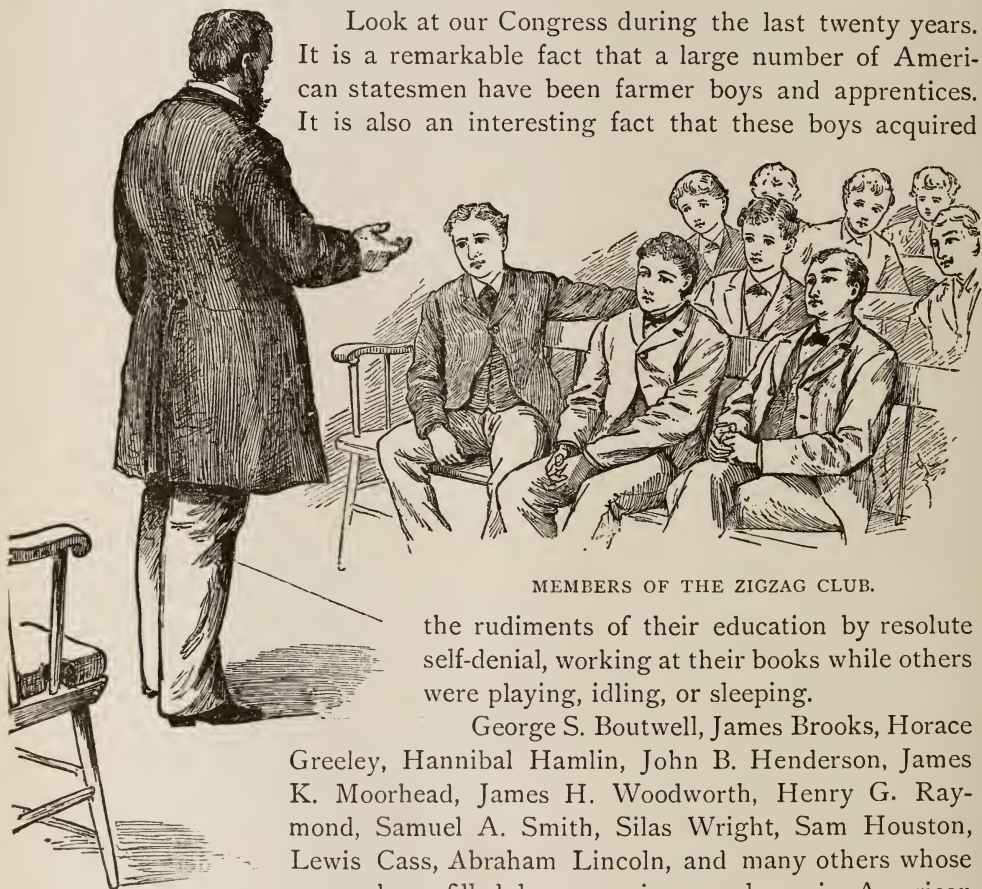 Look at our Congress during the last twenty years.
It is a remarkable fact that a large number of Ameri-
can statesmen have been farmer boys and apprentices.
It is also an interesting fact that these boys acquired
MEMBERS OF THE ZIGZAG CLUB.
the rudiments of their education by resolute
self-denial, working at their books while others
were playing, idling, or sleeping.
George S. Boutwell, James Brooks, Horace
Greeley, Hannibal Hamlin, John B. Henderson, James
K. Moorhead, James H. Woodworth, Henry G. Ray-
mond, Samuel A. Smith, Silas Wright, Sam Houston,
Lewis Cass, Abraham Lincoln, and many others whose